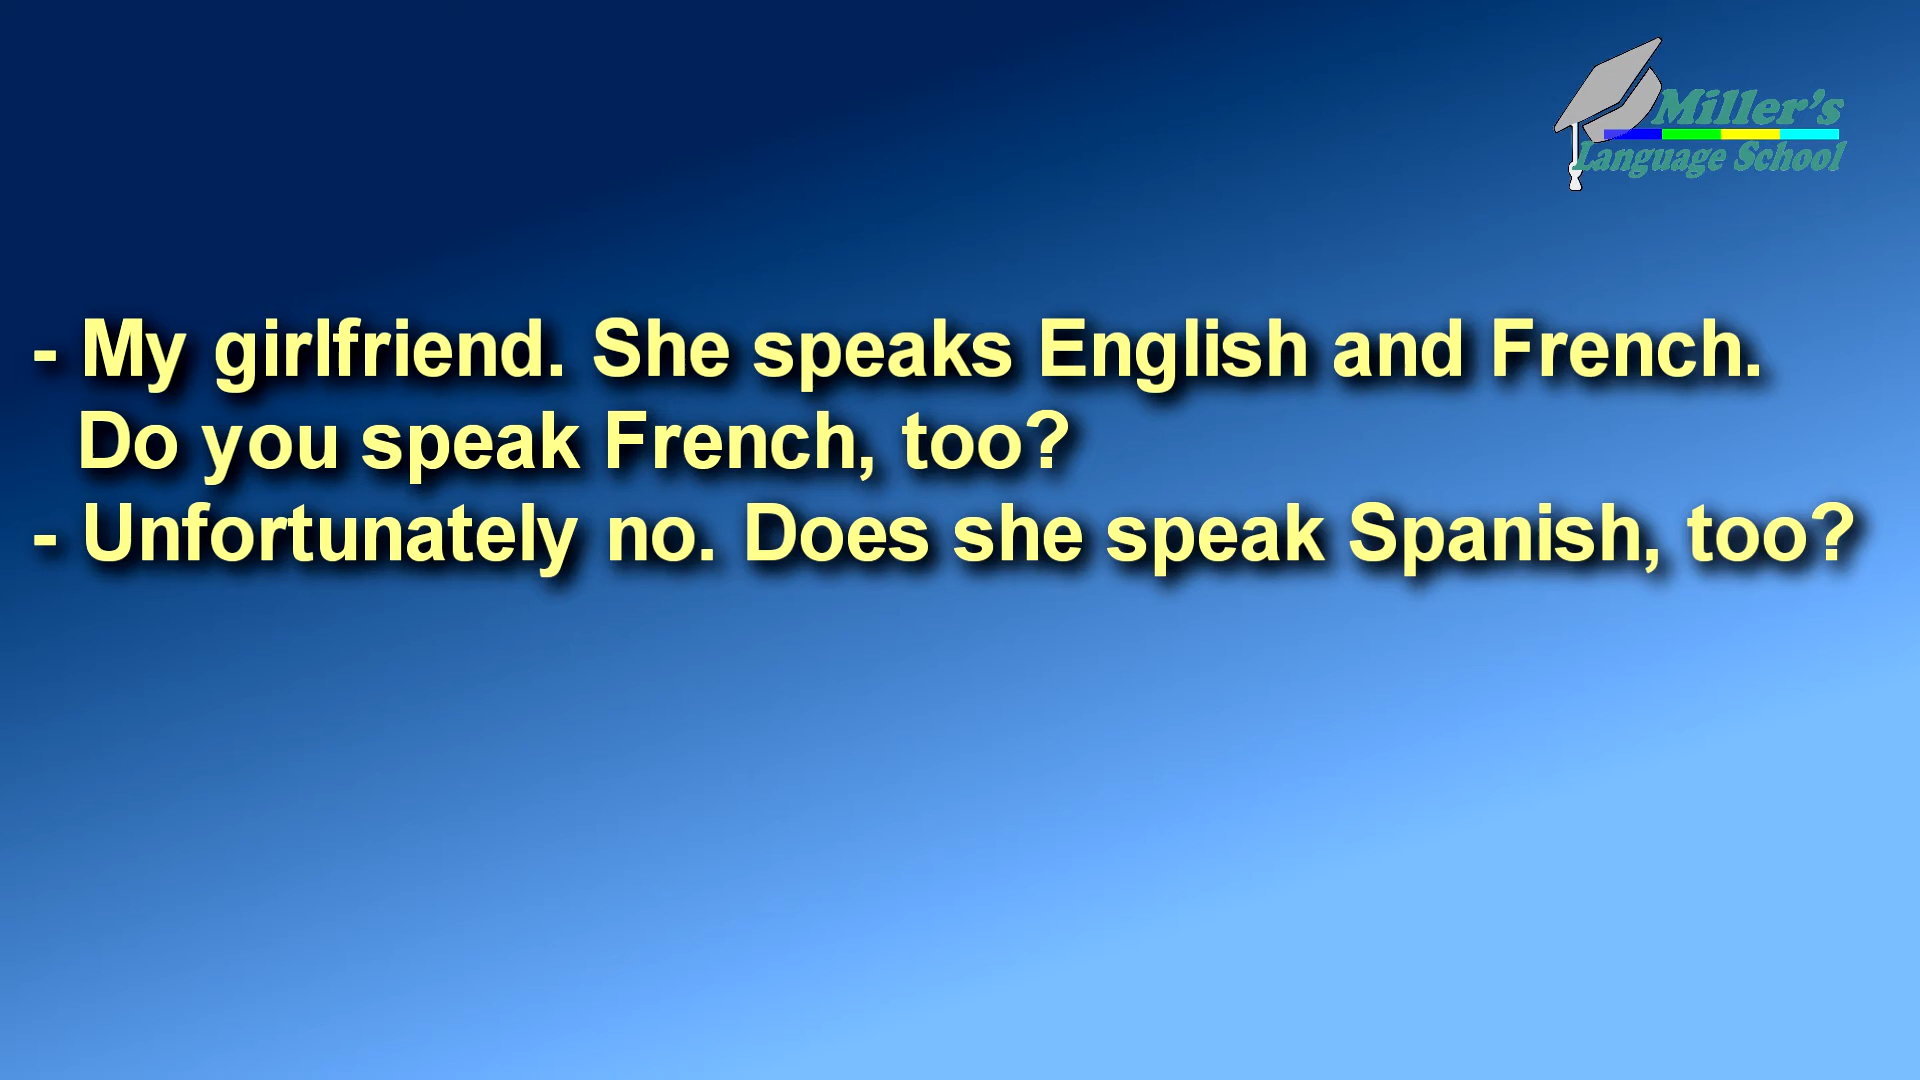 Miller's
Language School
- My girlfriend. She speaks English and French.
Do you speak French, too?
- Unfortunately no. Does she speak Spanish, too?